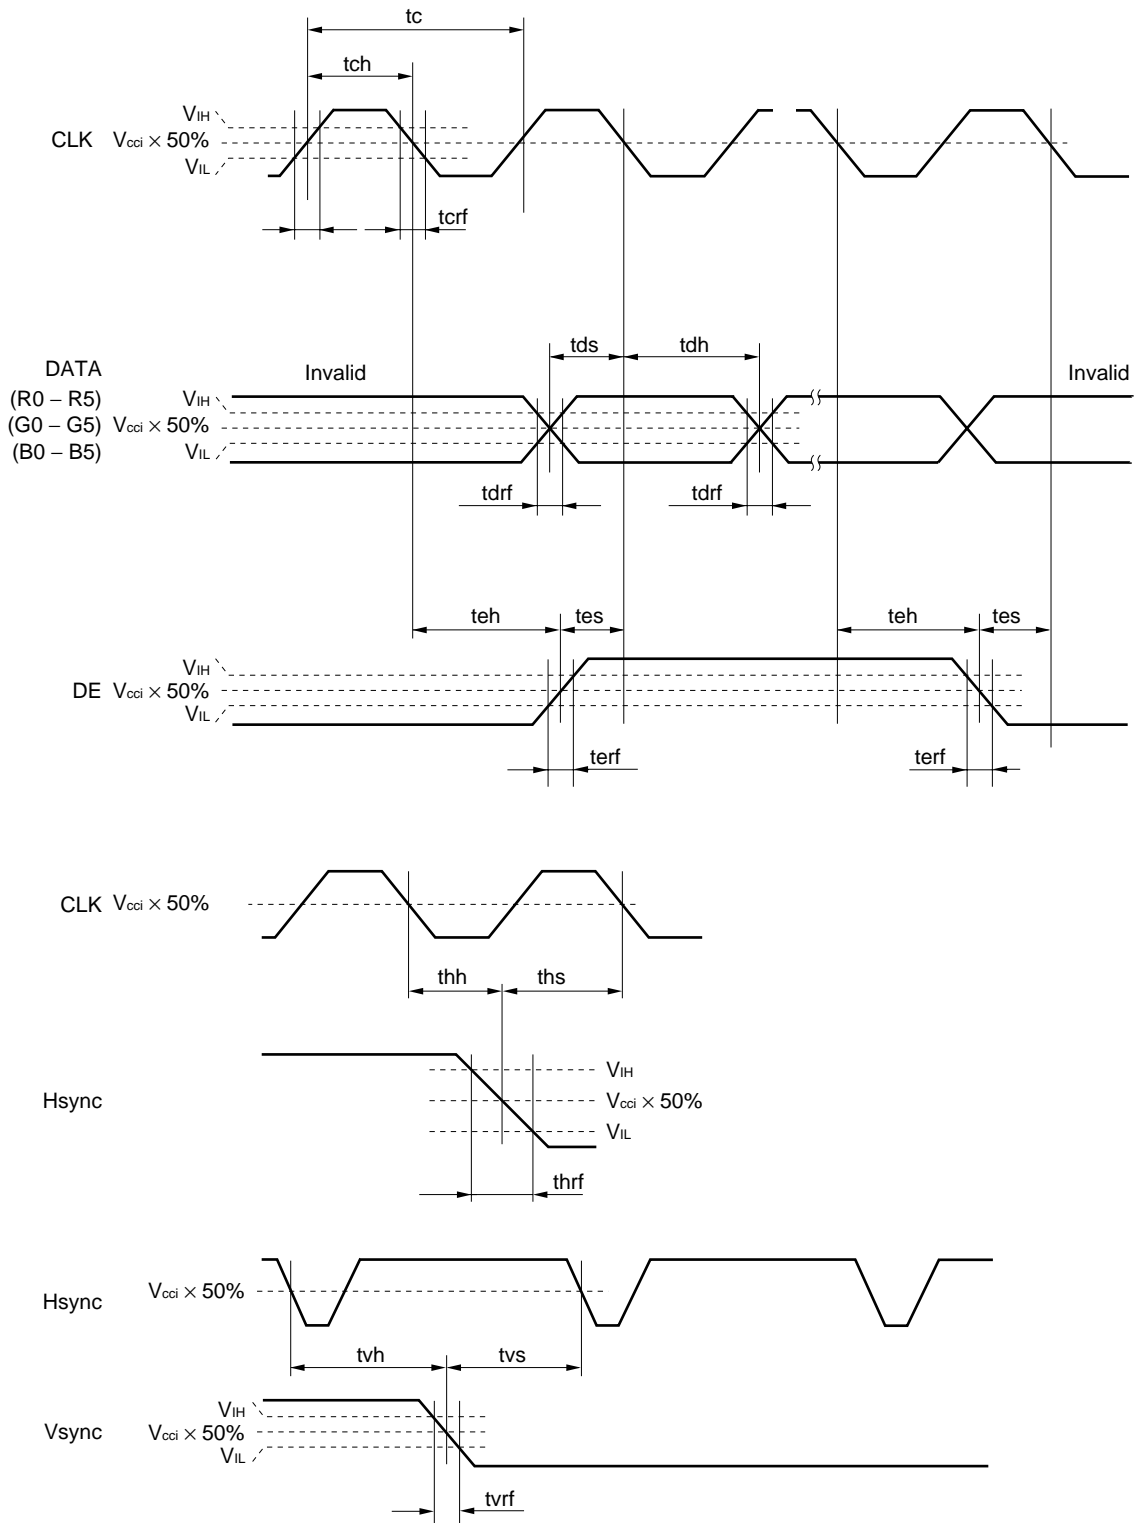 tc
tch
VIH
CLK Vcci × 50%
VIL
tcrf
tds tdh
DATA
Invalid Invalid
(R0 – R5) VIH
(G0 – G5) Vcci × 50%
(B0 – B5) VIL
tdrf tdrf
teh tes teh tes
VIH
DE Vcci × 50%
VIL
terf terf
CLK Vcci × 50%
thh ths
VIH
Hsync Vcci × 50%
VIL
thrf
Hsync Vcci × 50%
tvh tvs
VIH
Vsync Vcci × 50%
VIL
tvrf